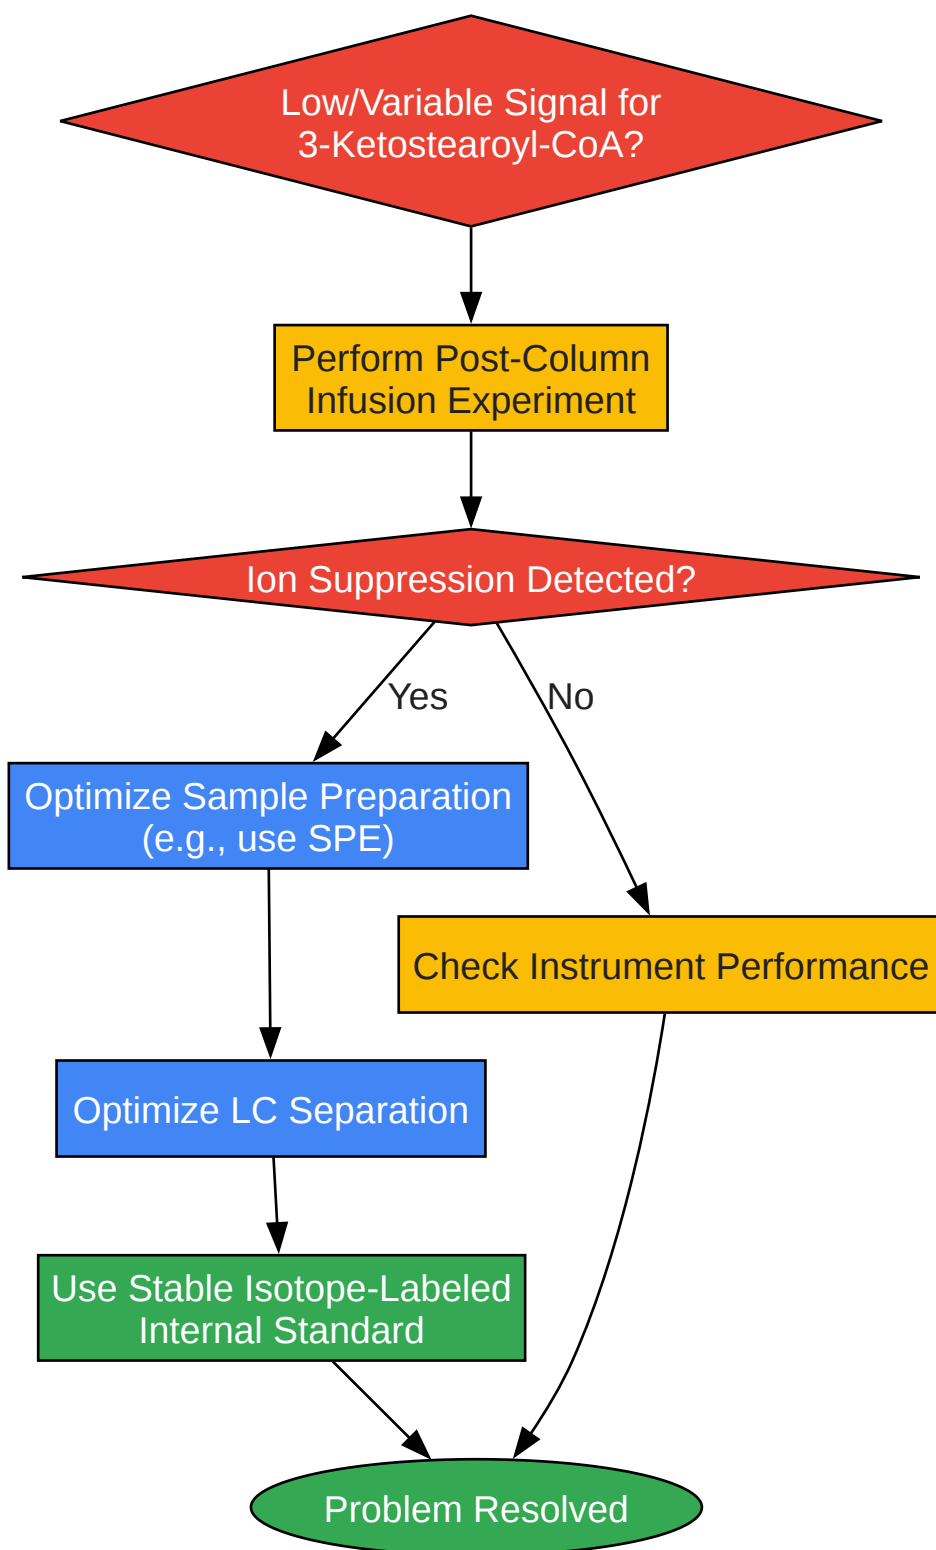 Low/Variable Signal for
3-Ketostearoyl-CoA?
Perform Post-Column
Infusion Experiment
Ion Suppression Detected?
Yes
No
Optimize Sample Preparation
(e.g., use SPE)
Check Instrument Performance
Optimize LC Separation
Use Stable Isotope-Labeled
Internal Standard
Problem Resolved